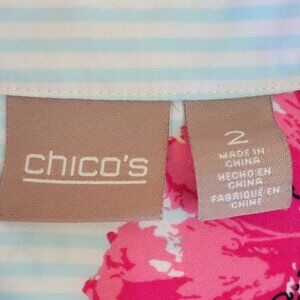 chico's
2
MADE IN
CHINA
HECHO EN
CHINA
FABRIQUÉ EN
CHINE